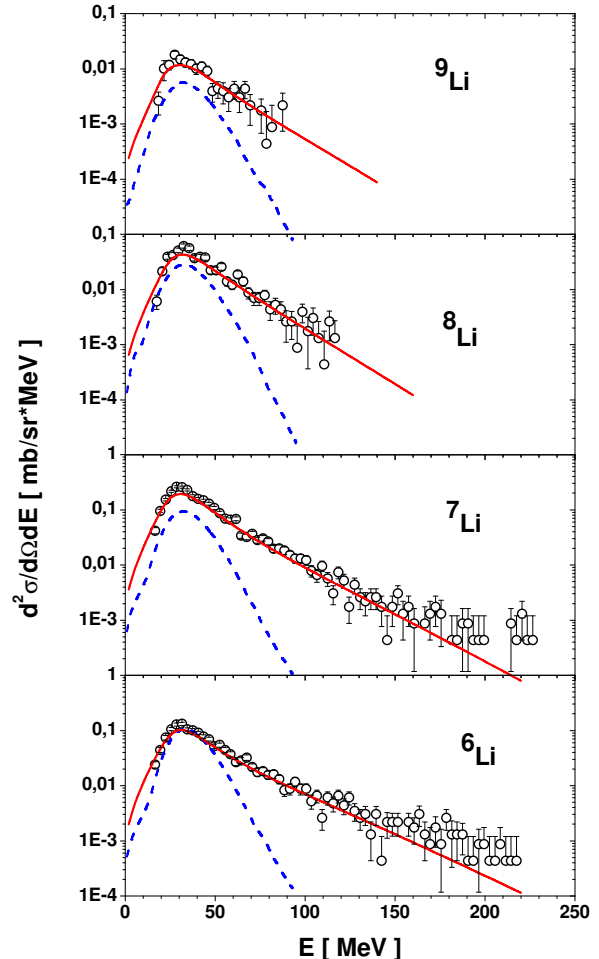 0,1
0,01
1E-3
1E-4
⁹Li
0,1
0,01
1E-3
1E-4
⁸Li
1
0,1
0,01
1E-3
⁷Li
1
0,1
0,01
1E-3
1E-4
⁶Li
0 50 100 150 200 250
E [ MeV ]
d²σ/dΩdE [ mb/sr*MeV ]